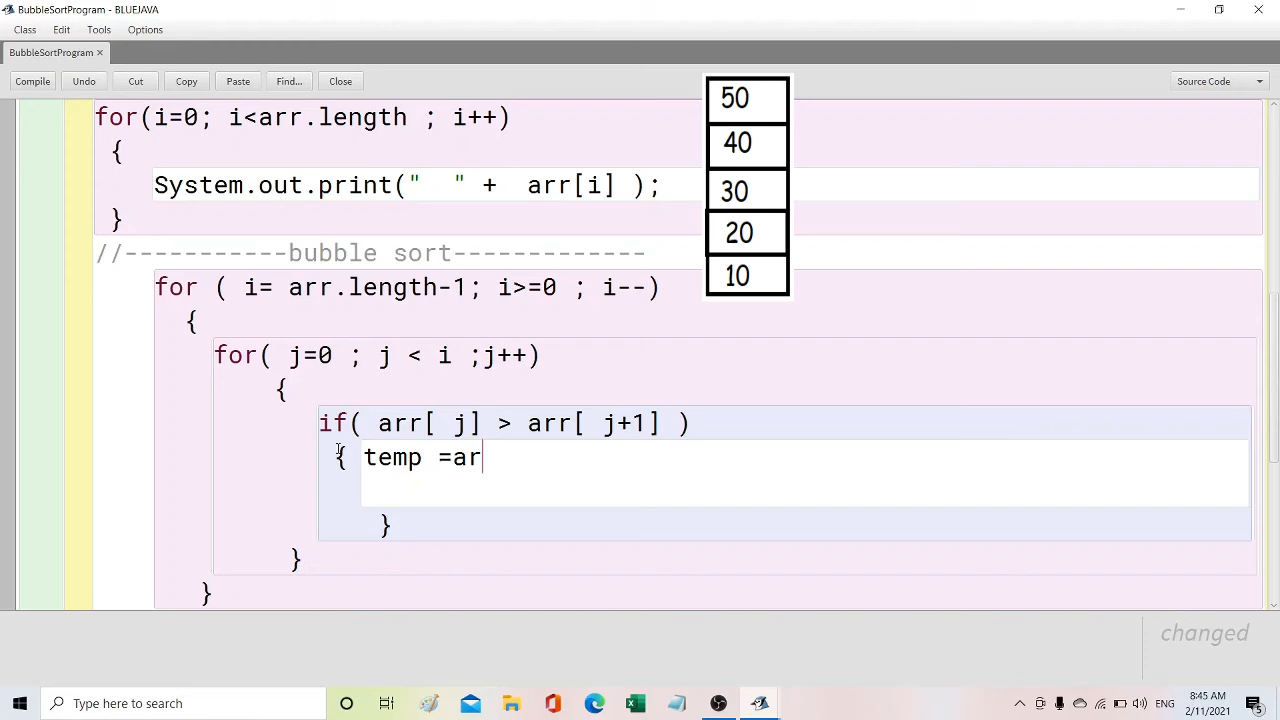 BubbleSortProgram - BLUEJAVA
Class Edit Tools Options
BubbleSortProgram ×
Compile Undo Cut Copy Paste Find... Close Source Code
for(i=0; i<arr.length ; i++)
{
System.out.print("  " +  arr[i] );
}
//-----------bubble sort-------------
for ( i= arr.length-1; i>=0 ; i--)
{
for( j=0 ; j < i ;j++)
{
if( arr[ j] > arr[ j+1] )
{ temp =ar
}
}
}
50
40
30
20
10
changed
Type here to search
ENG
8:45 AM
2/11/2021
5